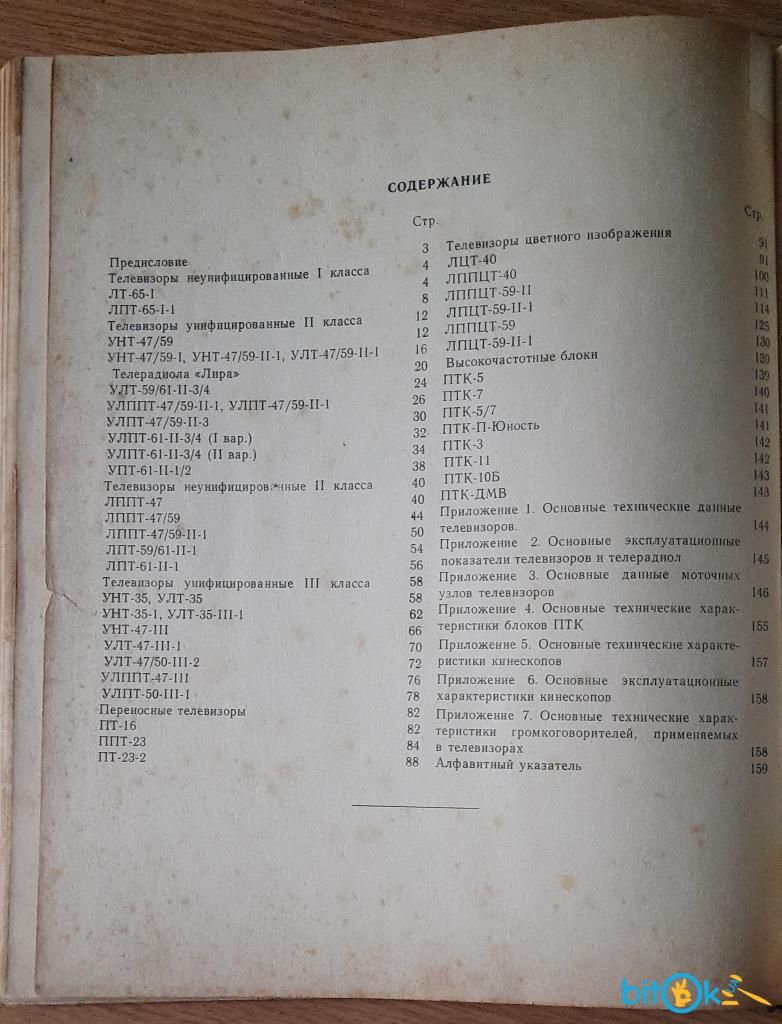 СОДЕРЖАНИЕ
Стр.
Предисловие 3
Телевизоры неунифицированные I класса 4
ЛТ-65-I 4
ЛПТ-65-I-1 8
Телевизоры унифицированные II класса 12
УНТ-47/59 12
УНТ-47/59-I, УНТ-47/59-II-1, УЛТ-47/59-II-1 16
Телерадиола «Лира» 20
УЛТ-59/61-II-3/4 24
УЛППТ-47/59-II-1, УЛПТ-47/59-II-1 26
УЛПТ-47/59-II-3 30
УЛПТ-61-II-3/4 (I вар.) 32
УЛПТ-61-II-3/4 (II вар.) 34
УПТ-61-II-1/2 38
Телевизоры неунифицированные II класса 40
ЛППТ-47 40
ЛППТ-47/59 44
ЛППТ-47/59-II-1 50
ЛПТ-59/61-II-1 54
ЛПТ-61-II-1 56
Телевизоры унифицированные III класса 58
УНТ-35, УЛТ-35 58
УНТ-35-1, УЛТ-35-III-1 62
УНТ-47-III 66
УЛТ-47-III-1 70
УЛТ-47/50-III-2 72
УЛППТ-47-III 76
УЛПТ-50-III-1 78
Переносные телевизоры 82
ПТ-16 82
ППТ-23 84
ПТ-23-2 88
Стр.
Телевизоры цветного изображения 91
ЛЦТ-40 91
ЛППЦТ-40 100
ЛППЦТ-59-II 111
ЛПЦТ-59-II-1 114
ЛППЦТ-59 125
ЛПЦТ-59-II-1 130
Высокочастотные блоки 139
ПТК-5 139
ПТК-7 140
ПТК-5/7 141
ПТК-П-Юность 141
ПТК-3 142
ПТК-11 142
ПТК-10Б 143
ПТК-ДМВ 143
Приложение 1. Основные технические данные
телевизоров. 144
Приложение 2. Основные эксплуатационные
показатели телевизоров и телерадиол 145
Приложение 3. Основные данные моточных
узлов телевизоров 146
Приложение 4. Основные технические харак-
теристики блоков ПТК 155
Приложение 5. Основные технические характе-
ристики кинескопов 157
Приложение 6. Основные эксплуатационные
характеристики кинескопов 158
Приложение 7. Основные технические харак-
теристики громкоговорителей, применяемых
в телевизорах 158
Алфавитный указатель 159
bitOk